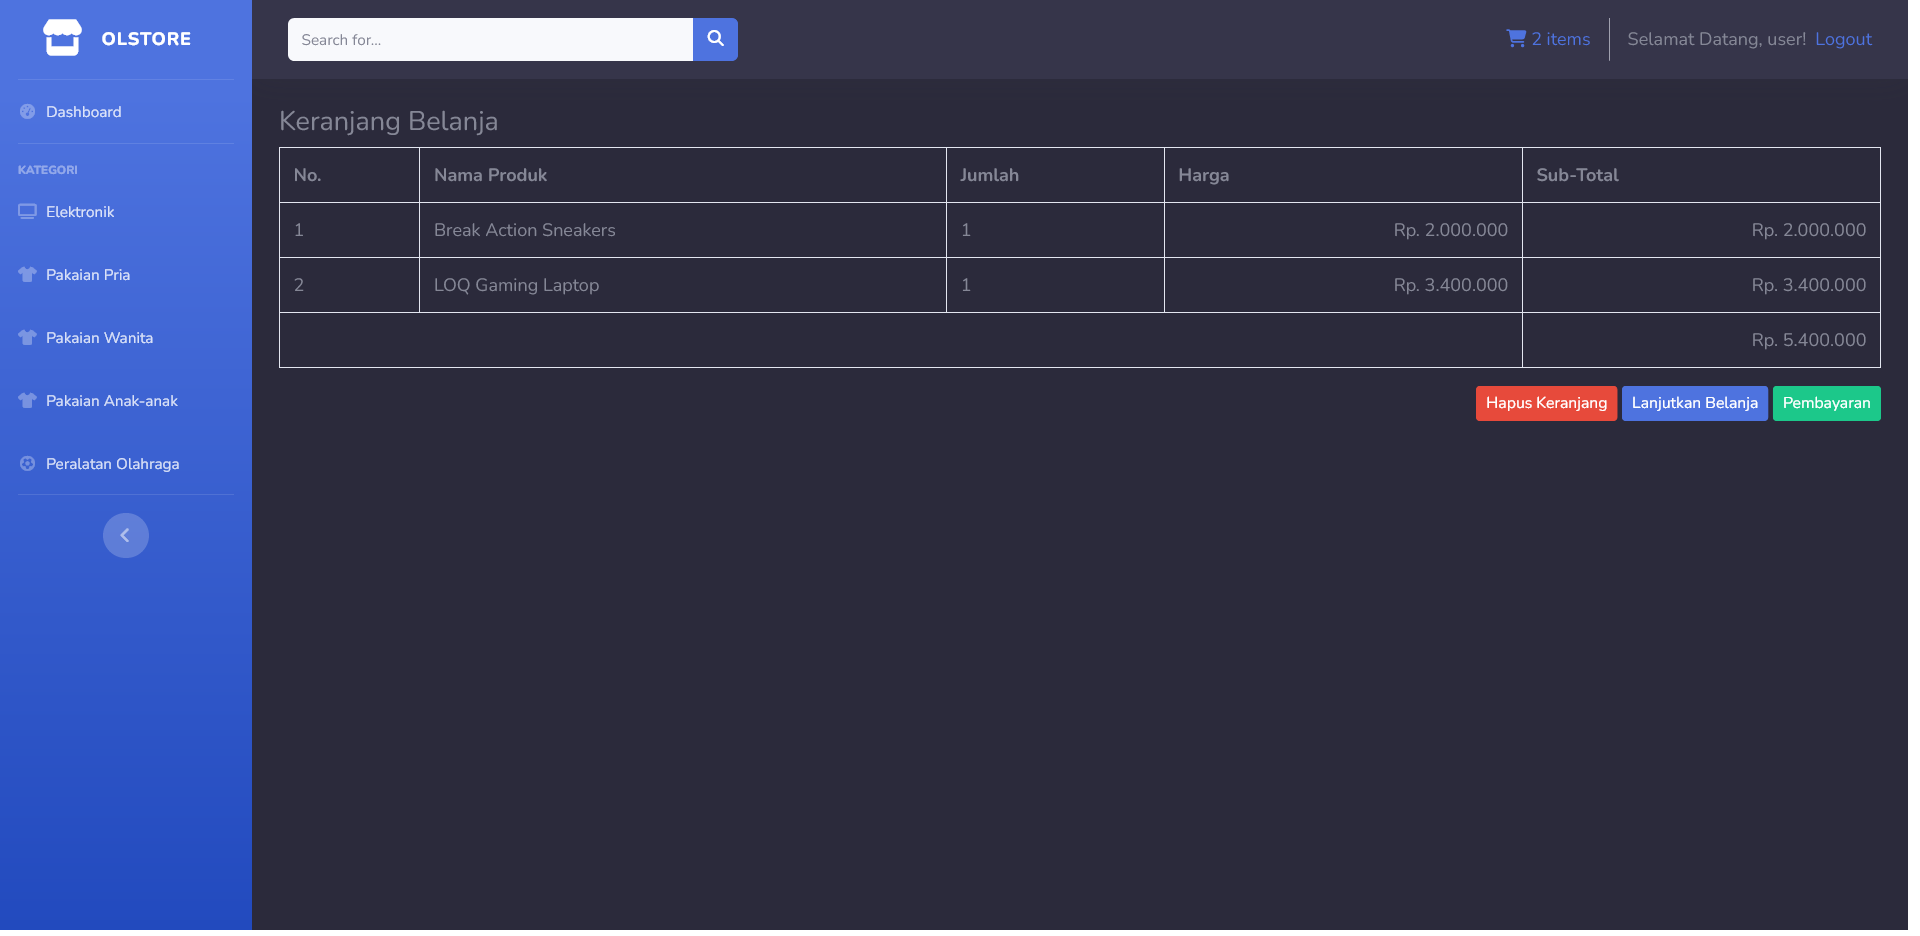 OLSTORE
Search for...
2 items
Selamat Datang, user! Logout
Dashboard
KATEGORI
Elektronik
Pakaian Pria
Pakaian Wanita
Pakaian Anak-anak
Peralatan Olahraga
Keranjang Belanja
No. Nama Produk Jumlah Harga Sub-Total
1 Break Action Sneakers 1 Rp. 2.000.000 Rp. 2.000.000
2 LOQ Gaming Laptop 1 Rp. 3.400.000 Rp. 3.400.000
Rp. 5.400.000
Hapus Keranjang Lanjutkan Belanja Pembayaran